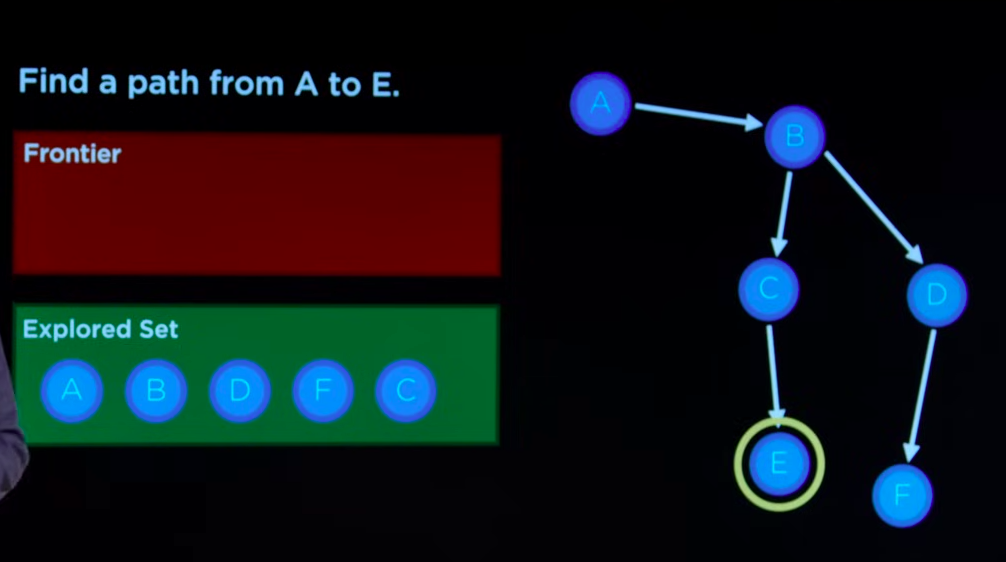 Find a path from A to E.
Frontier
Explored Set
A B D F C
A
B
C
D
E
F